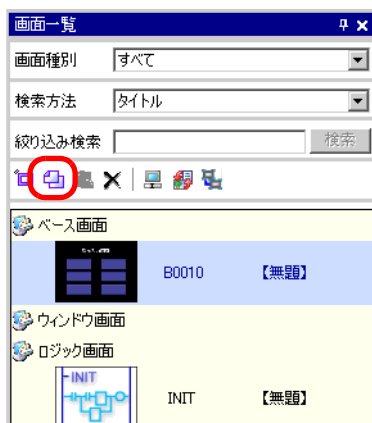 画面一覧
画面種別 すべて
検索方法 タイトル
絞り込み検索 検索
ベース画面
B0010 【無題】
ウィンドウ画面
ロジック画面
INIT
INIT 【無題】